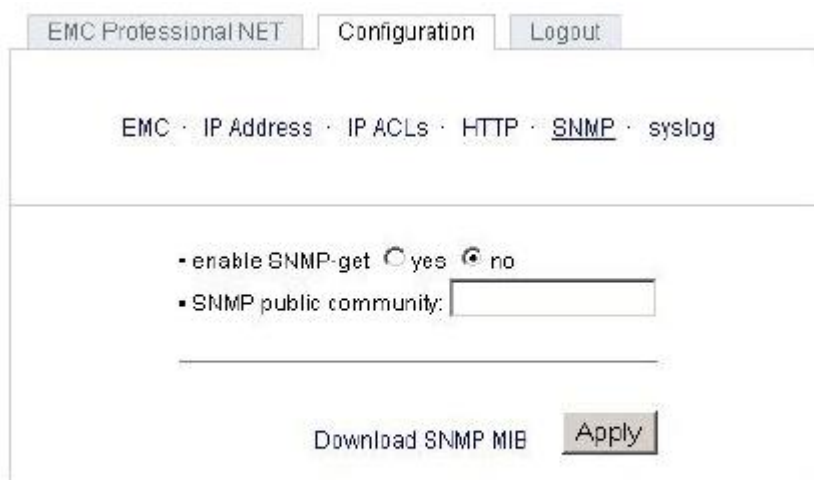 EMC Professional NET Configuration Logout
EMC · IP Address · IP ACLs · HTTP · SNMP · syslog
▪ enable SNMP-get yes no
▪ SNMP public community:
Download SNMP MIB Apply